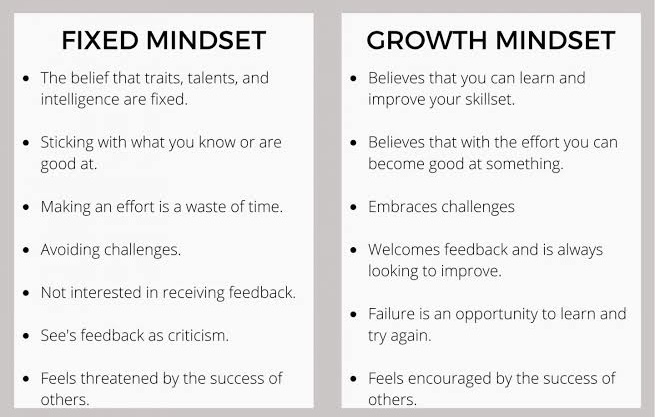 FIXED MINDSET
• The belief that traits, talents, and
intelligence are fixed.
• Sticking with what you know or are
good at.
• Making an effort is a waste of time.
• Avoiding challenges.
• Not interested in receiving feedback.
• See's feedback as criticism.
• Feels threatened by the success of
others.
GROWTH MINDSET
• Believes that you can learn and
improve your skillset.
• Believes that with the effort you can
become good at something.
• Embraces challenges
• Welcomes feedback and is always
looking to improve.
• Failure is an opportunity to learn and
try again.
• Feels encouraged by the success of
others.